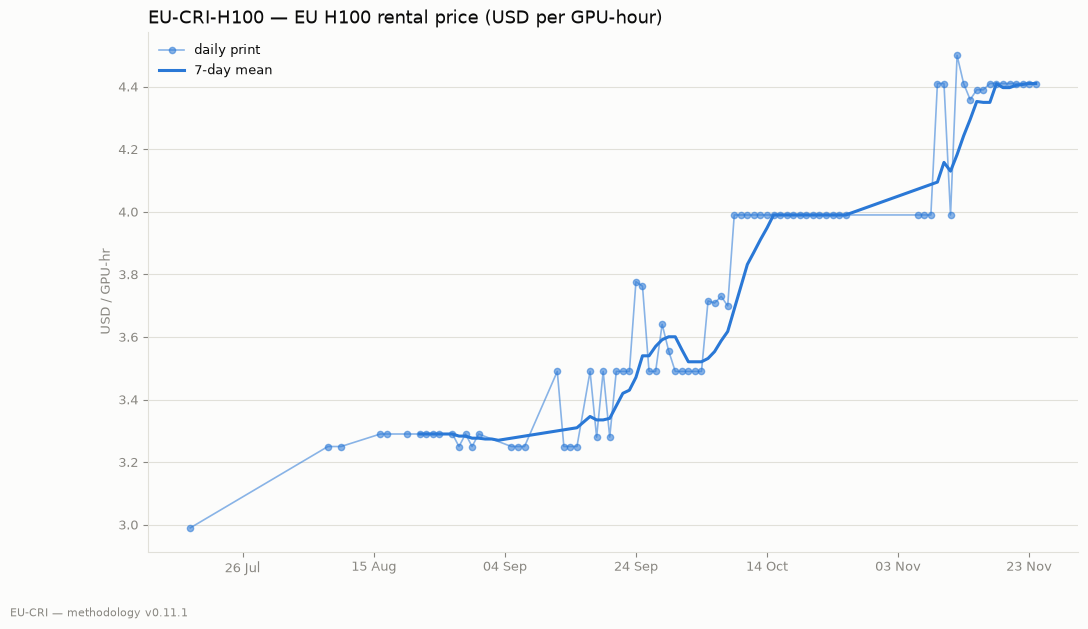 EU-CRI-H100 — EU H100 rental price (USD per GPU-hour)
daily print
7-day mean
USD / GPU-hr
4.4
4.2
4.0
3.8
3.6
3.4
3.2
3.0
26 Jul
15 Aug
04 Sep
24 Sep
14 Oct
03 Nov
23 Nov
EU-CRI — methodology v0.11.1